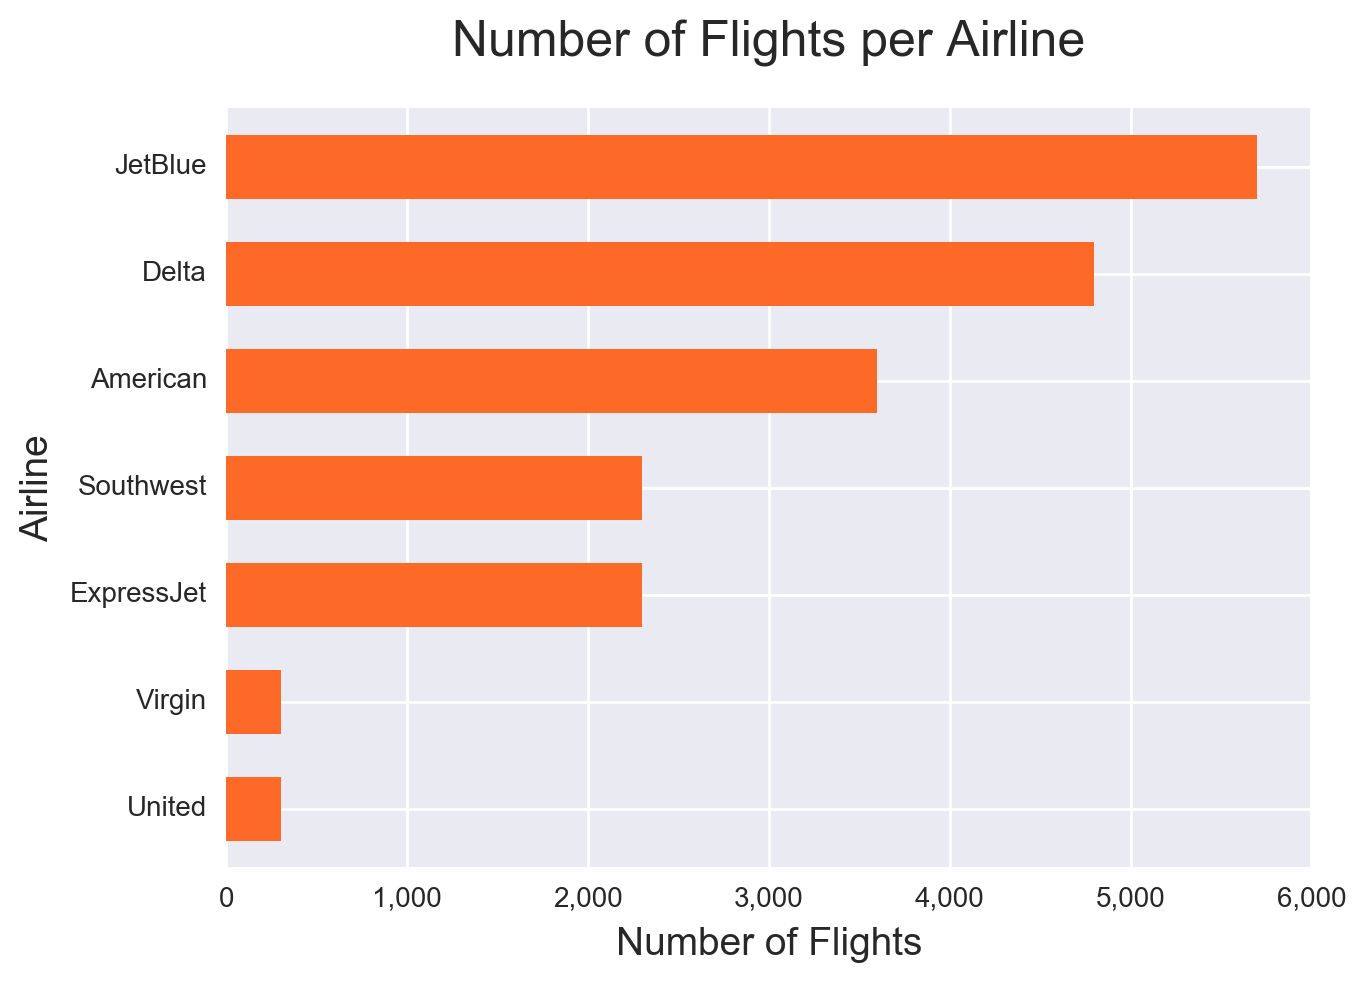 Number of Flights per Airline
JetBlue
Delta
American
Southwest
ExpressJet
Virgin
United
Airline
0 1,000 2,000 3,000 4,000 5,000 6,000
Number of Flights